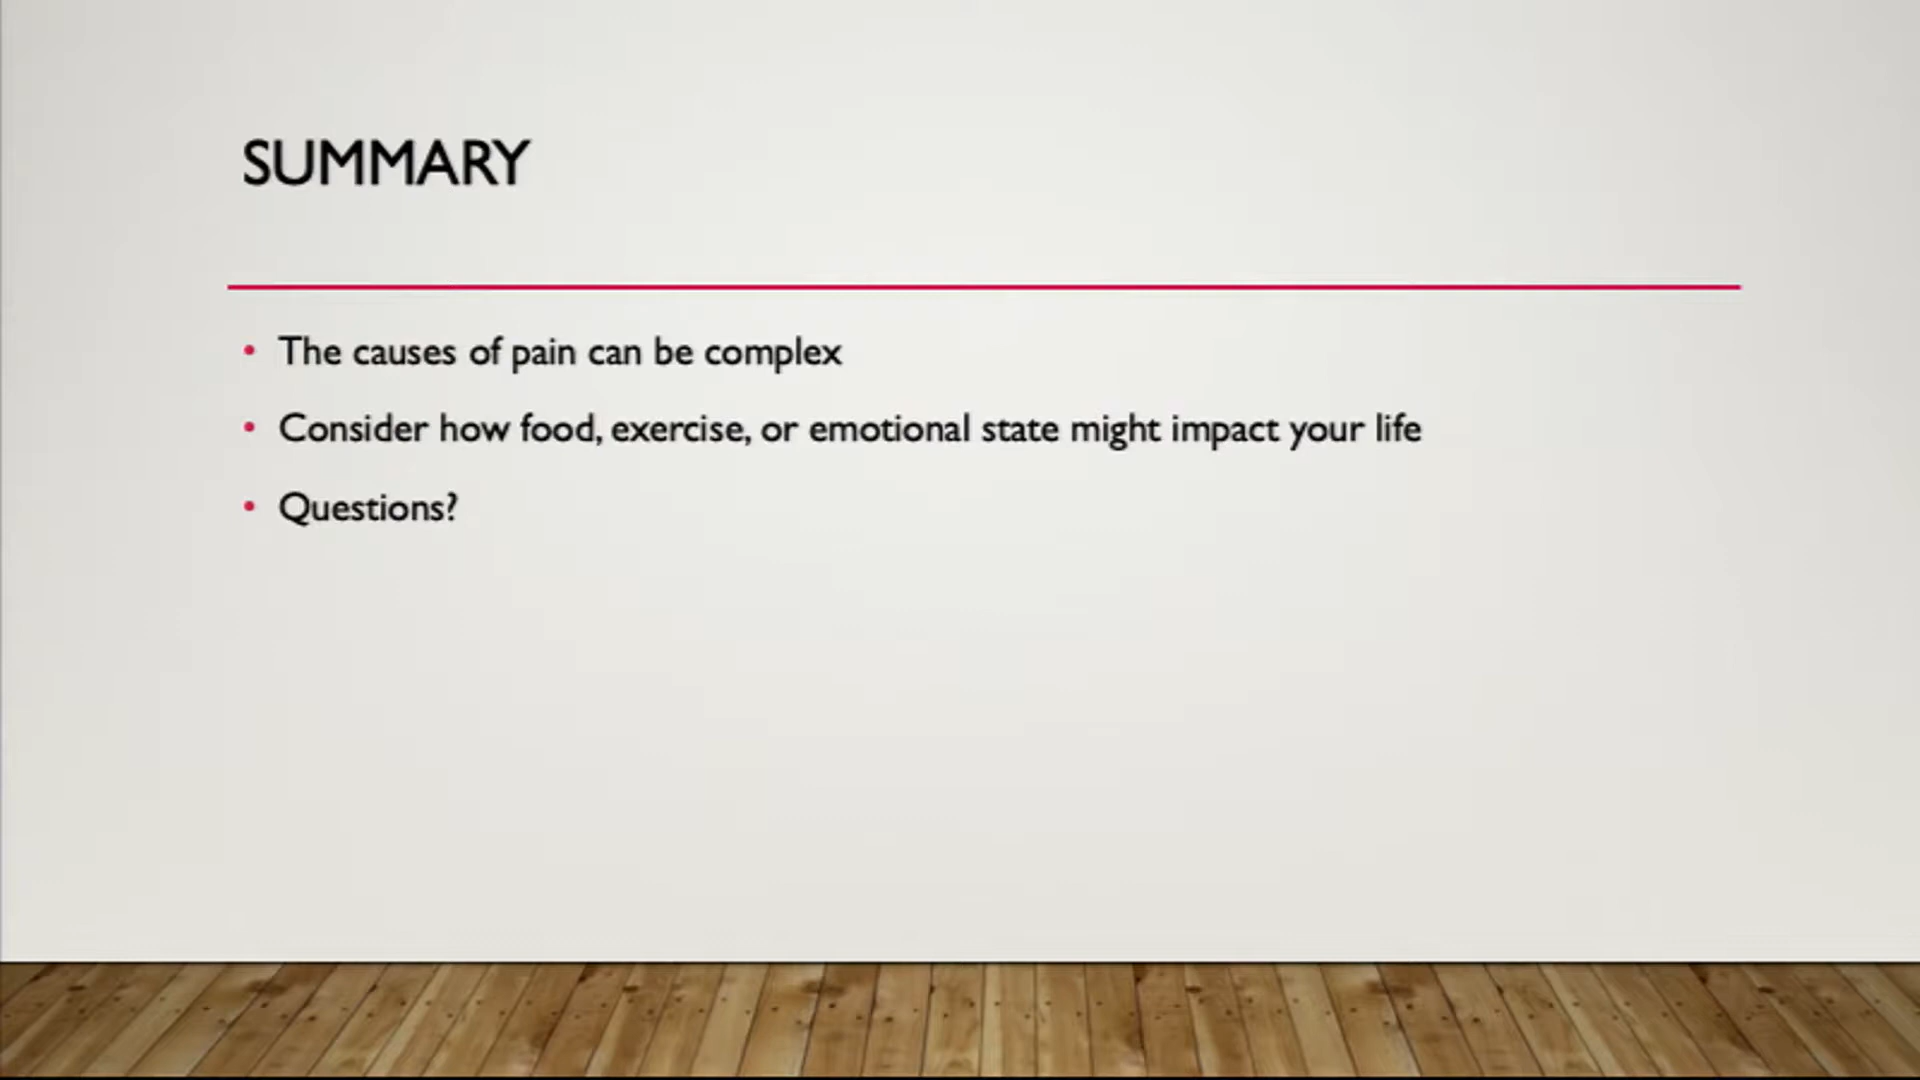 SUMMARY
• The causes of pain can be complex
• Consider how food, exercise, or emotional state might impact your life
• Questions?